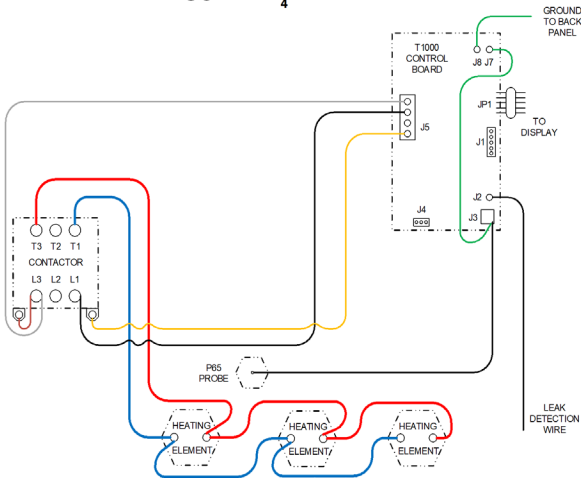 4
GROUND
TO BACK
PANEL
T1000
CONTROL
BOARD
J8 J7
JP1
TO
DISPLAY
J5
J1
J4
J2
J3
T3 T2 T1
CONTACTOR
L3 L2 L1
P65
PROBE
HEATING
ELEMENT
HEATING
ELEMENT
HEATING
ELEMENT
LEAK
DETECTION
WIRE